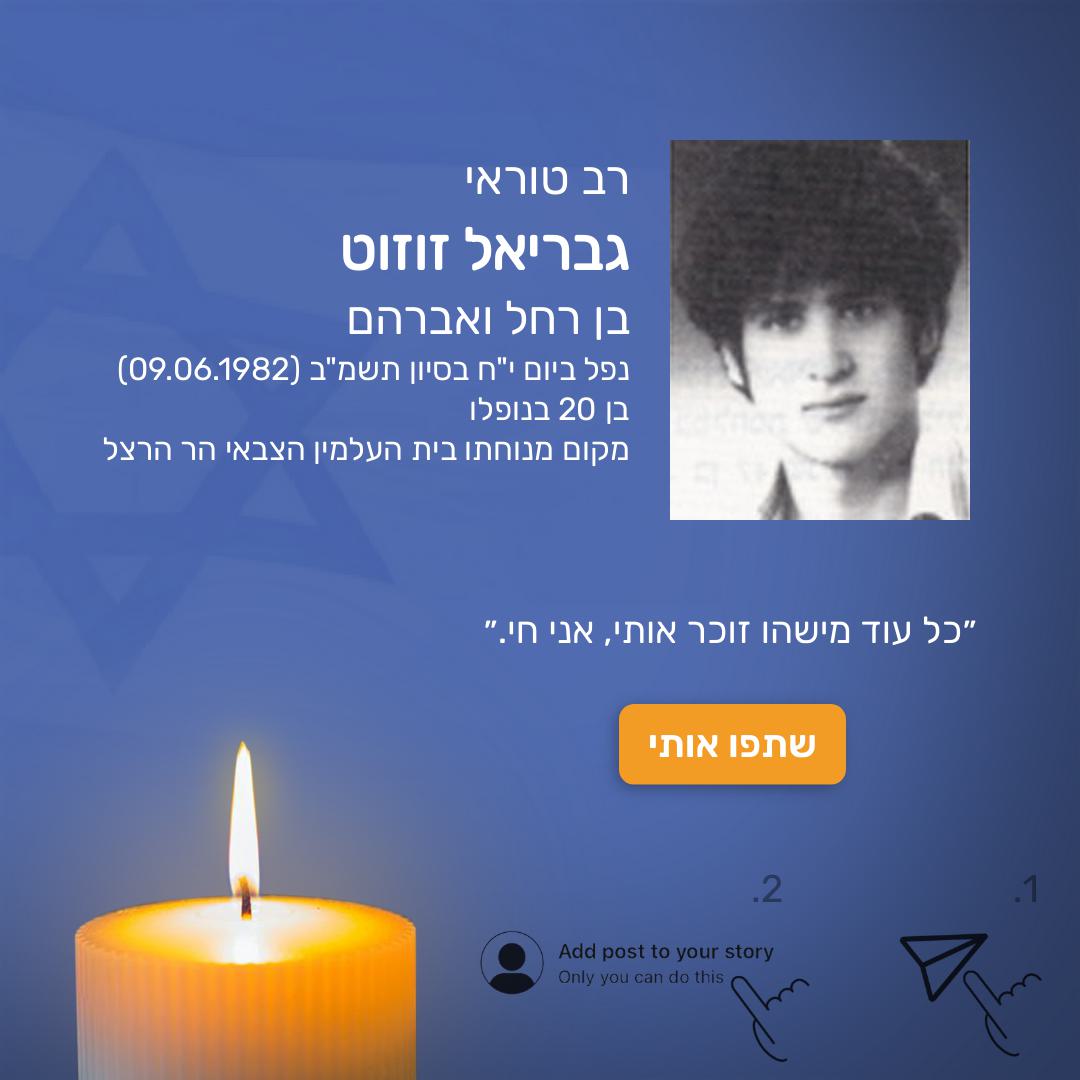 רב טוראי
גבריאל זוזוט
בן רחל ואברהם
נפל ביום י"ח בסיון תשמ"ב (09.06.1982)
בן 20 בנופלו
מקום מנוחתו בית העלמין הצבאי הר הרצל
״כל עוד מישהו זוכר אותי, אני חי.״
שתפו אותי
.1
.2
Add post to your story
Only you can do this